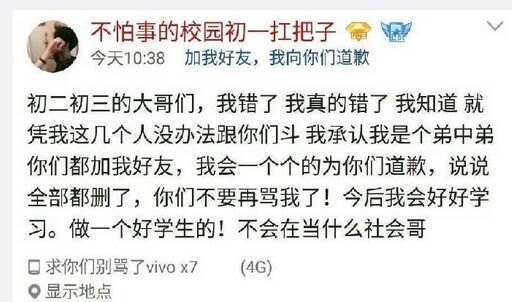 不怕事的校园初一扛把子
今天10:38 加我好友，我向你们道歉
初二初三的大哥们，我错了 我真的错了 我知道 就
凭我这几个人没办法跟你们斗 我承认我是个弟中弟
你们都加我好友，我会一个个的为你们道歉，说说
全部都删了，你们不要再骂我了！今后我会好好学
习。做一个好学生的！不会在当什么社会哥
求你们别骂了vivo x7 (4G)
显示地点